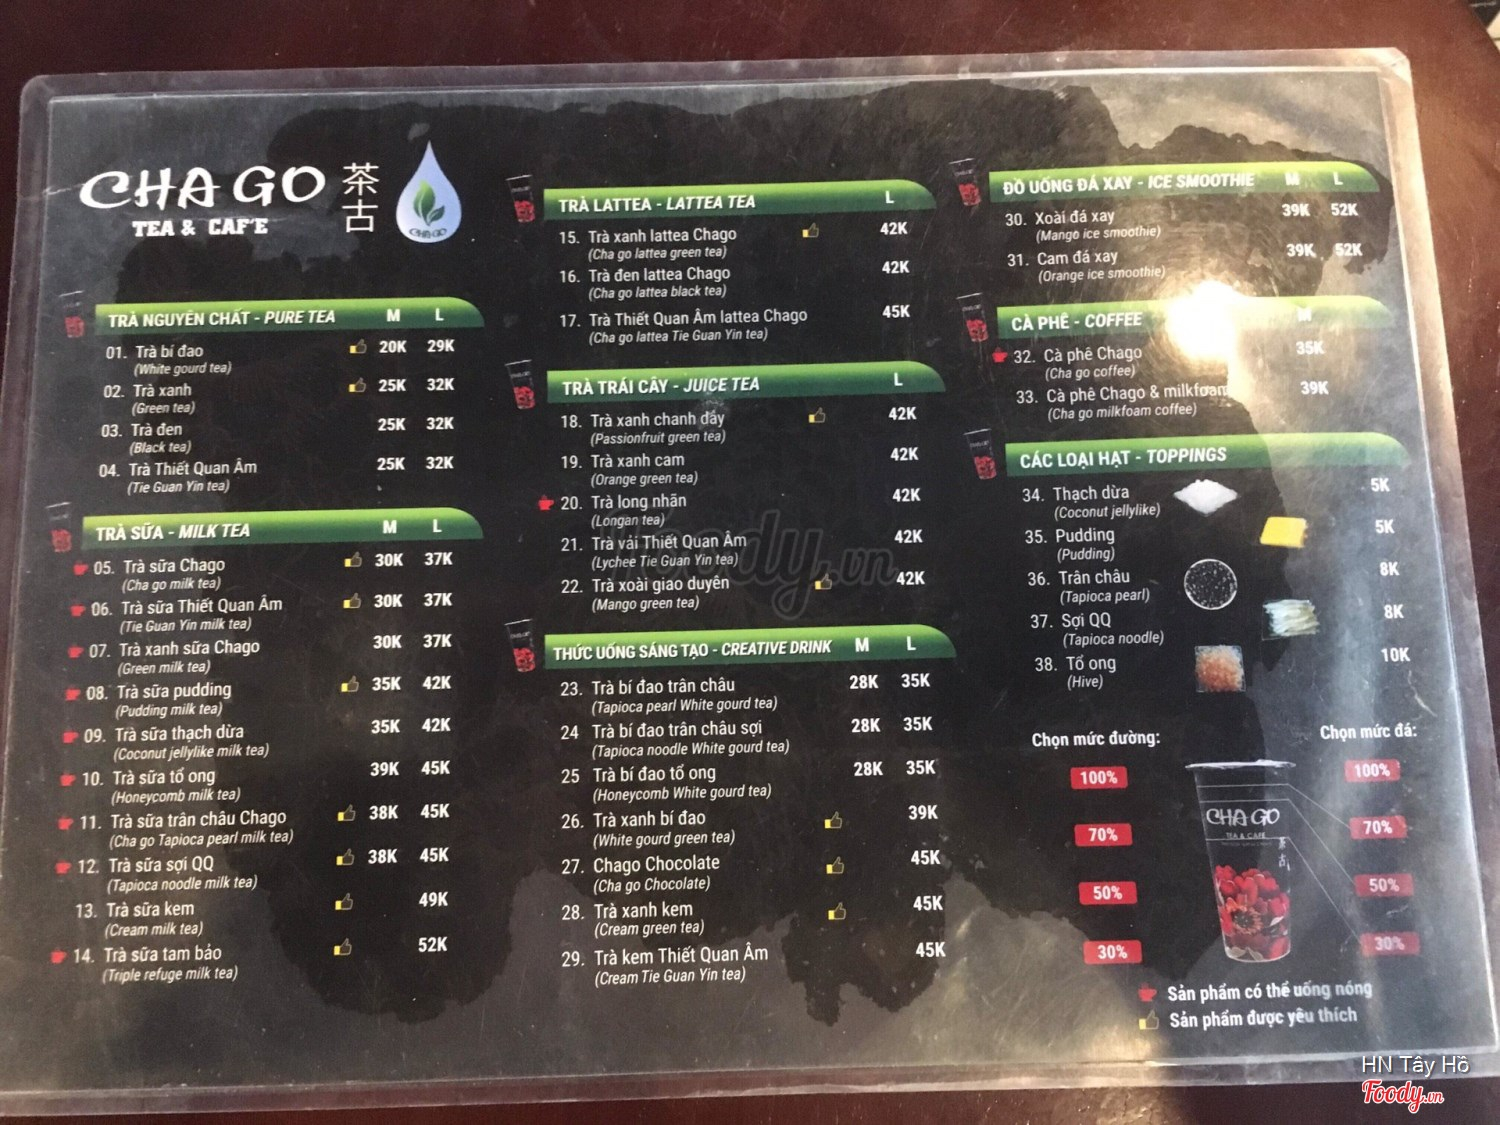 CHA GO
TEA & CAF'E
茶古
CHA GO
TRÀ NGUYÊN CHẤT - PURE TEA M L
01. Trà bí đao 20K 29K
(White gourd tea)
02. Trà xanh 25K 32K
(Green tea)
03. Trà đen 25K 32K
(Black tea)
04. Trà Thiết Quan Âm 25K 32K
(Tie Guan Yin tea)
TRÀ SỮA - MILK TEA M L
05. Trà sữa Chago 30K 37K
(Cha go milk tea)
06. Trà sữa Thiết Quan Âm 30K 37K
(Tie Guan Yin milk tea)
07. Trà xanh sữa Chago 30K 37K
(Green milk tea)
08. Trà sữa pudding 35K 42K
(Pudding milk tea)
09. Trà sữa thạch dừa 35K 42K
(Coconut jellylike milk tea)
10. Trà sữa tổ ong 39K 45K
(Honeycomb milk tea)
11. Trà sữa trân châu Chago 38K 45K
(Cha go Tapioca pearl milk tea)
12. Trà sữa sợi QQ 38K 45K
(Tapioca noodle milk tea)
13. Trà sữa kem 49K
(Cream milk tea)
14. Trà sữa tam bảo 52K
(Triple refuge milk tea)
TRÀ LATTEA - LATTEA TEA L
15. Trà xanh lattea Chago 42K
(Cha go lattea green tea)
16. Trà đen lattea Chago 42K
(Cha go lattea black tea)
17. Trà Thiết Quan Âm lattea Chago 45K
(Cha go lattea Tie Guan Yin tea)
TRÀ TRÁI CÂY - JUICE TEA L
18. Trà xanh chanh dây 42K
(Passionfruit green tea)
19. Trà xanh cam 42K
(Orange green tea)
20. Trà long nhãn 42K
(Longan tea)
21. Trà vải Thiết Quan Âm 42K
(Lychee Tie Guan Yin tea)
22. Trà xoài giao duyên 42K
(Mango green tea)
THỨC UỐNG SÁNG TẠO - CREATIVE DRINK M L
23. Trà bí đao trân châu 28K 35K
(Tapioca pearl White gourd tea)
24 Trà bí đao trân châu sợi 28K 35K
(Tapioca noodle White gourd tea)
25 Trà bí đao tổ ong 28K 35K
(Honeycomb White gourd tea)
26. Trà xanh bí đao 39K
(White gourd green tea)
27. Chago Chocolate 45K
(Cha go Chocolate)
28. Trà xanh kem 45K
(Cream green tea)
29. Trà kem Thiết Quan Âm 45K
(Cream Tie Guan Yin tea)
ĐỒ UỐNG ĐÁ XAY - ICE SMOOTHIE M L
30. Xoài đá xay 39K 52K
(Mango ice smoothie)
31. Cam đá xay 39K 52K
(Orange ice smoothie)
CÀ PHÊ - COFFEE M
32. Cà phê Chago 35K
(Cha go coffee)
33. Cà phê Chago & milkfoam 39K
(Cha go milkfoam coffee)
CÁC LOẠI HẠT - TOPPINGS
34. Thạch dừa 5K
(Coconut jellylike)
35. Pudding 5K
(Pudding)
36. Trân châu 8K
(Tapioca pearl)
37. Sợi QQ 8K
(Tapioca noodle)
38. Tổ ong 10K
(Hive)
Chọn mức đường: Chọn mức đá:
100% 100%
70% 70%
50% 50%
30% 30%
CHA GO
TEA & CAFE
茶古
Sản phẩm có thể uống nóng
Sản phẩm được yêu thích
Foody.vn
HN Tây Hồ
Foody.vn